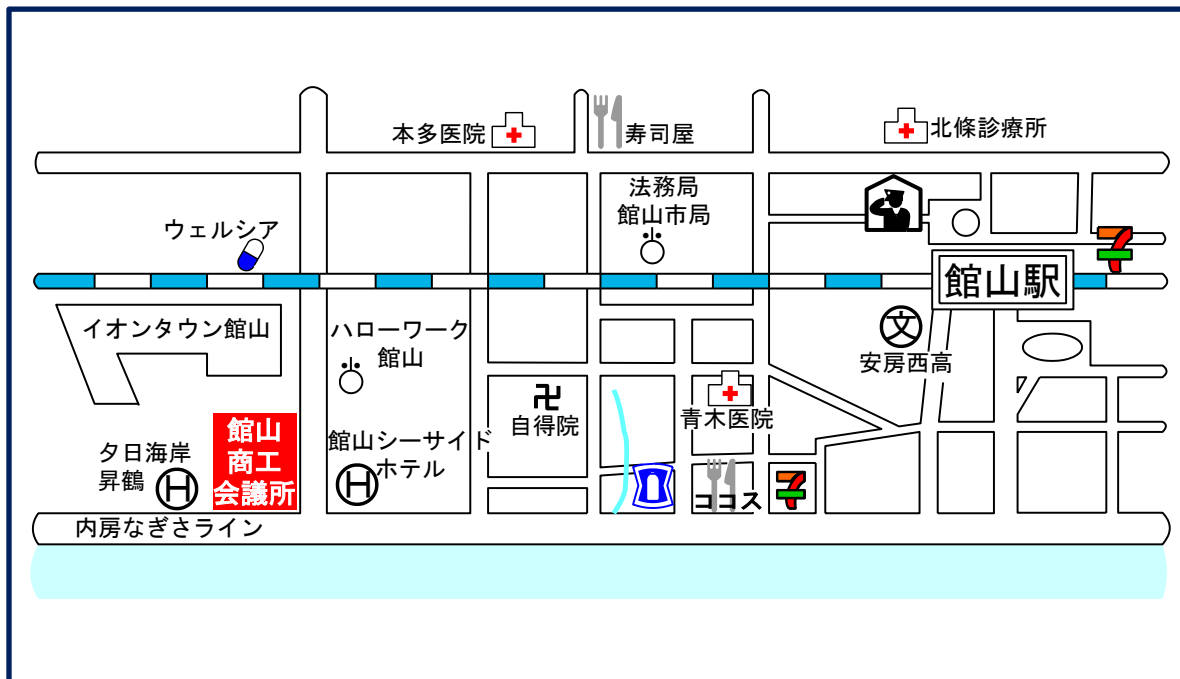 本多医院
寿司屋
北條診療所
法務局
館山市局
ウェルシア
館山駅
イオンタウン館山
ハローワーク
館山
文
安房西高
卍
自得院
青木医院
館山
商工
会議所
夕日海岸
昇鶴
H
館山シーサイド
ホテル
H
ココス
7
7
内房なぎさライン